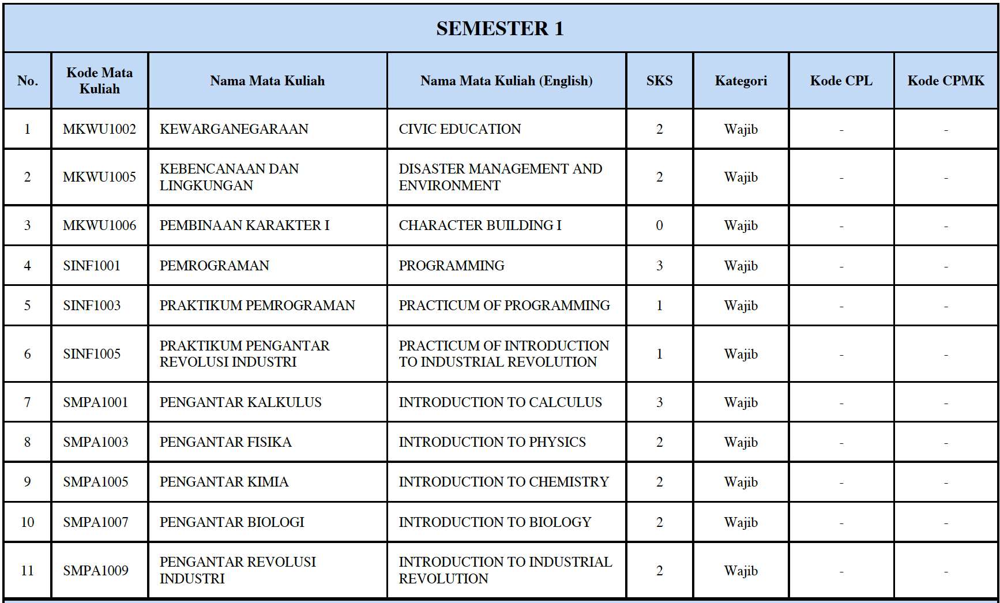 SEMESTER 1
No. Kode Mata Kuliah Nama Mata Kuliah Nama Mata Kuliah (English) SKS Kategori Kode CPL Kode CPMK
1 MKWU1002 KEWARGANEGARAAN CIVIC EDUCATION 2 Wajib - -
2 MKWU1005 KEBENCANAAN DAN LINGKUNGAN DISASTER MANAGEMENT AND ENVIRONMENT 2 Wajib - -
3 MKWU1006 PEMBINAAN KARAKTER I CHARACTER BUILDING I 0 Wajib - -
4 SINF1001 PEMROGRAMAN PROGRAMMING 3 Wajib - -
5 SINF1003 PRAKTIKUM PEMROGRAMAN PRACTICUM OF PROGRAMMING 1 Wajib - -
6 SINF1005 PRAKTIKUM PENGANTAR REVOLUSI INDUSTRI PRACTICUM OF INTRODUCTION TO INDUSTRIAL REVOLUTION 1 Wajib - -
7 SMPA1001 PENGANTAR KALKULUS INTRODUCTION TO CALCULUS 3 Wajib - -
8 SMPA1003 PENGANTAR FISIKA INTRODUCTION TO PHYSICS 2 Wajib - -
9 SMPA1005 PENGANTAR KIMIA INTRODUCTION TO CHEMISTRY 2 Wajib - -
10 SMPA1007 PENGANTAR BIOLOGI INTRODUCTION TO BIOLOGY 2 Wajib - -
11 SMPA1009 PENGANTAR REVOLUSI INDUSTRI INTRODUCTION TO INDUSTRIAL REVOLUTION 2 Wajib - -